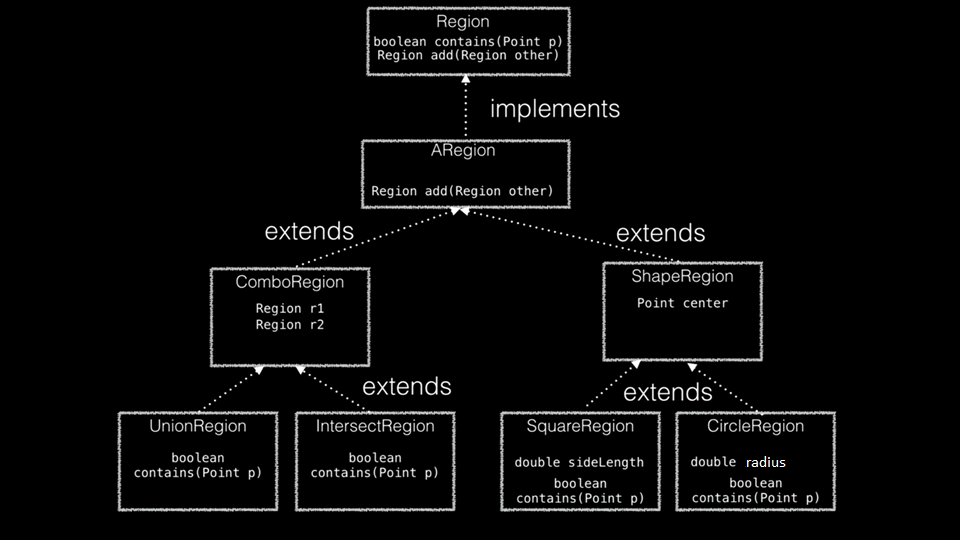 Region
boolean contains(Point p)
Region add(Region other)
implements
ARegion
Region add(Region other)
extends
extends
ComboRegion
Region r1
Region r2
ShapeRegion
Point center
extends
extends
UnionRegion
boolean
contains(Point p)
IntersectRegion
boolean
contains(Point p)
SquareRegion
double sideLength
boolean
contains(Point p)
CircleRegion
double radius
boolean
contains(Point p)